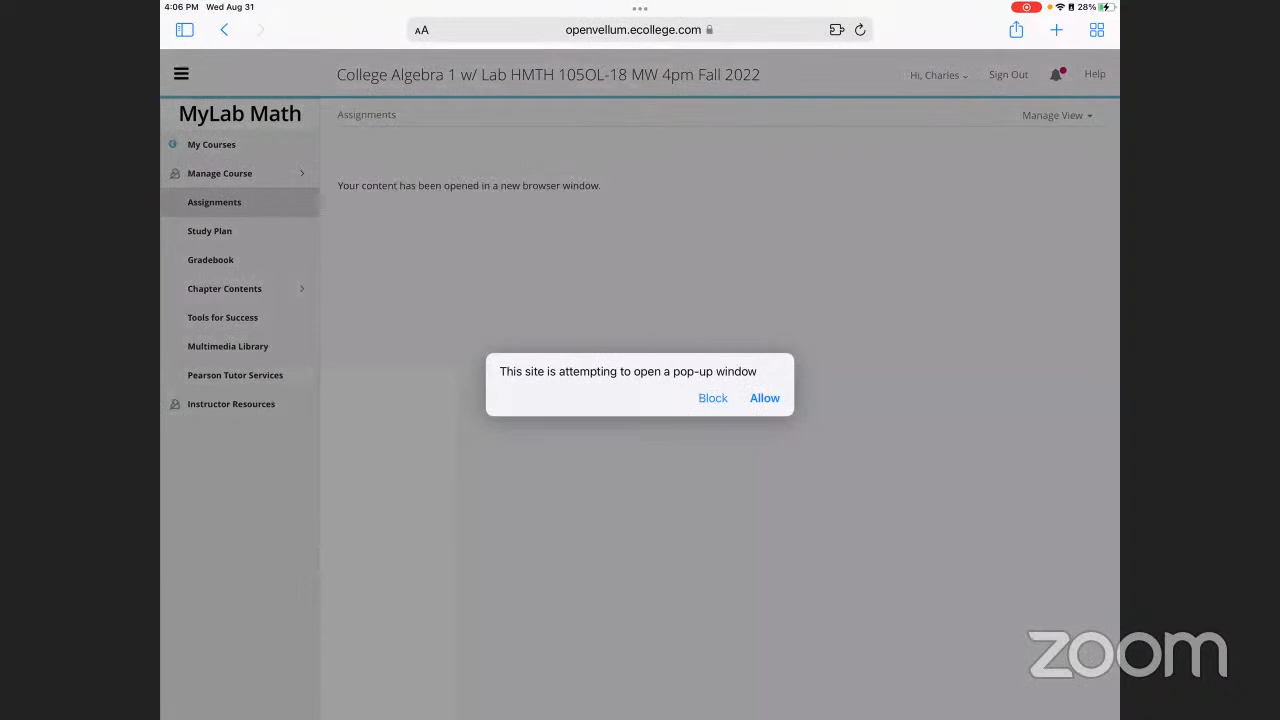 4:06 PM Wed Aug 31
28%
AA
openvellum.ecollege.com
College Algebra 1 w/ Lab HMTH 105OL-18 MW 4pm Fall 2022
Hi, Charles
Sign Out
Help
MyLab Math
Assignments
Manage View
My Courses
Manage Course
Your content has been opened in a new browser window.
Assignments
Study Plan
Gradebook
Chapter Contents
Tools for Success
Multimedia Library
Pearson Tutor Services
Instructor Resources
This site is attempting to open a pop-up window
Block
Allow
zoom